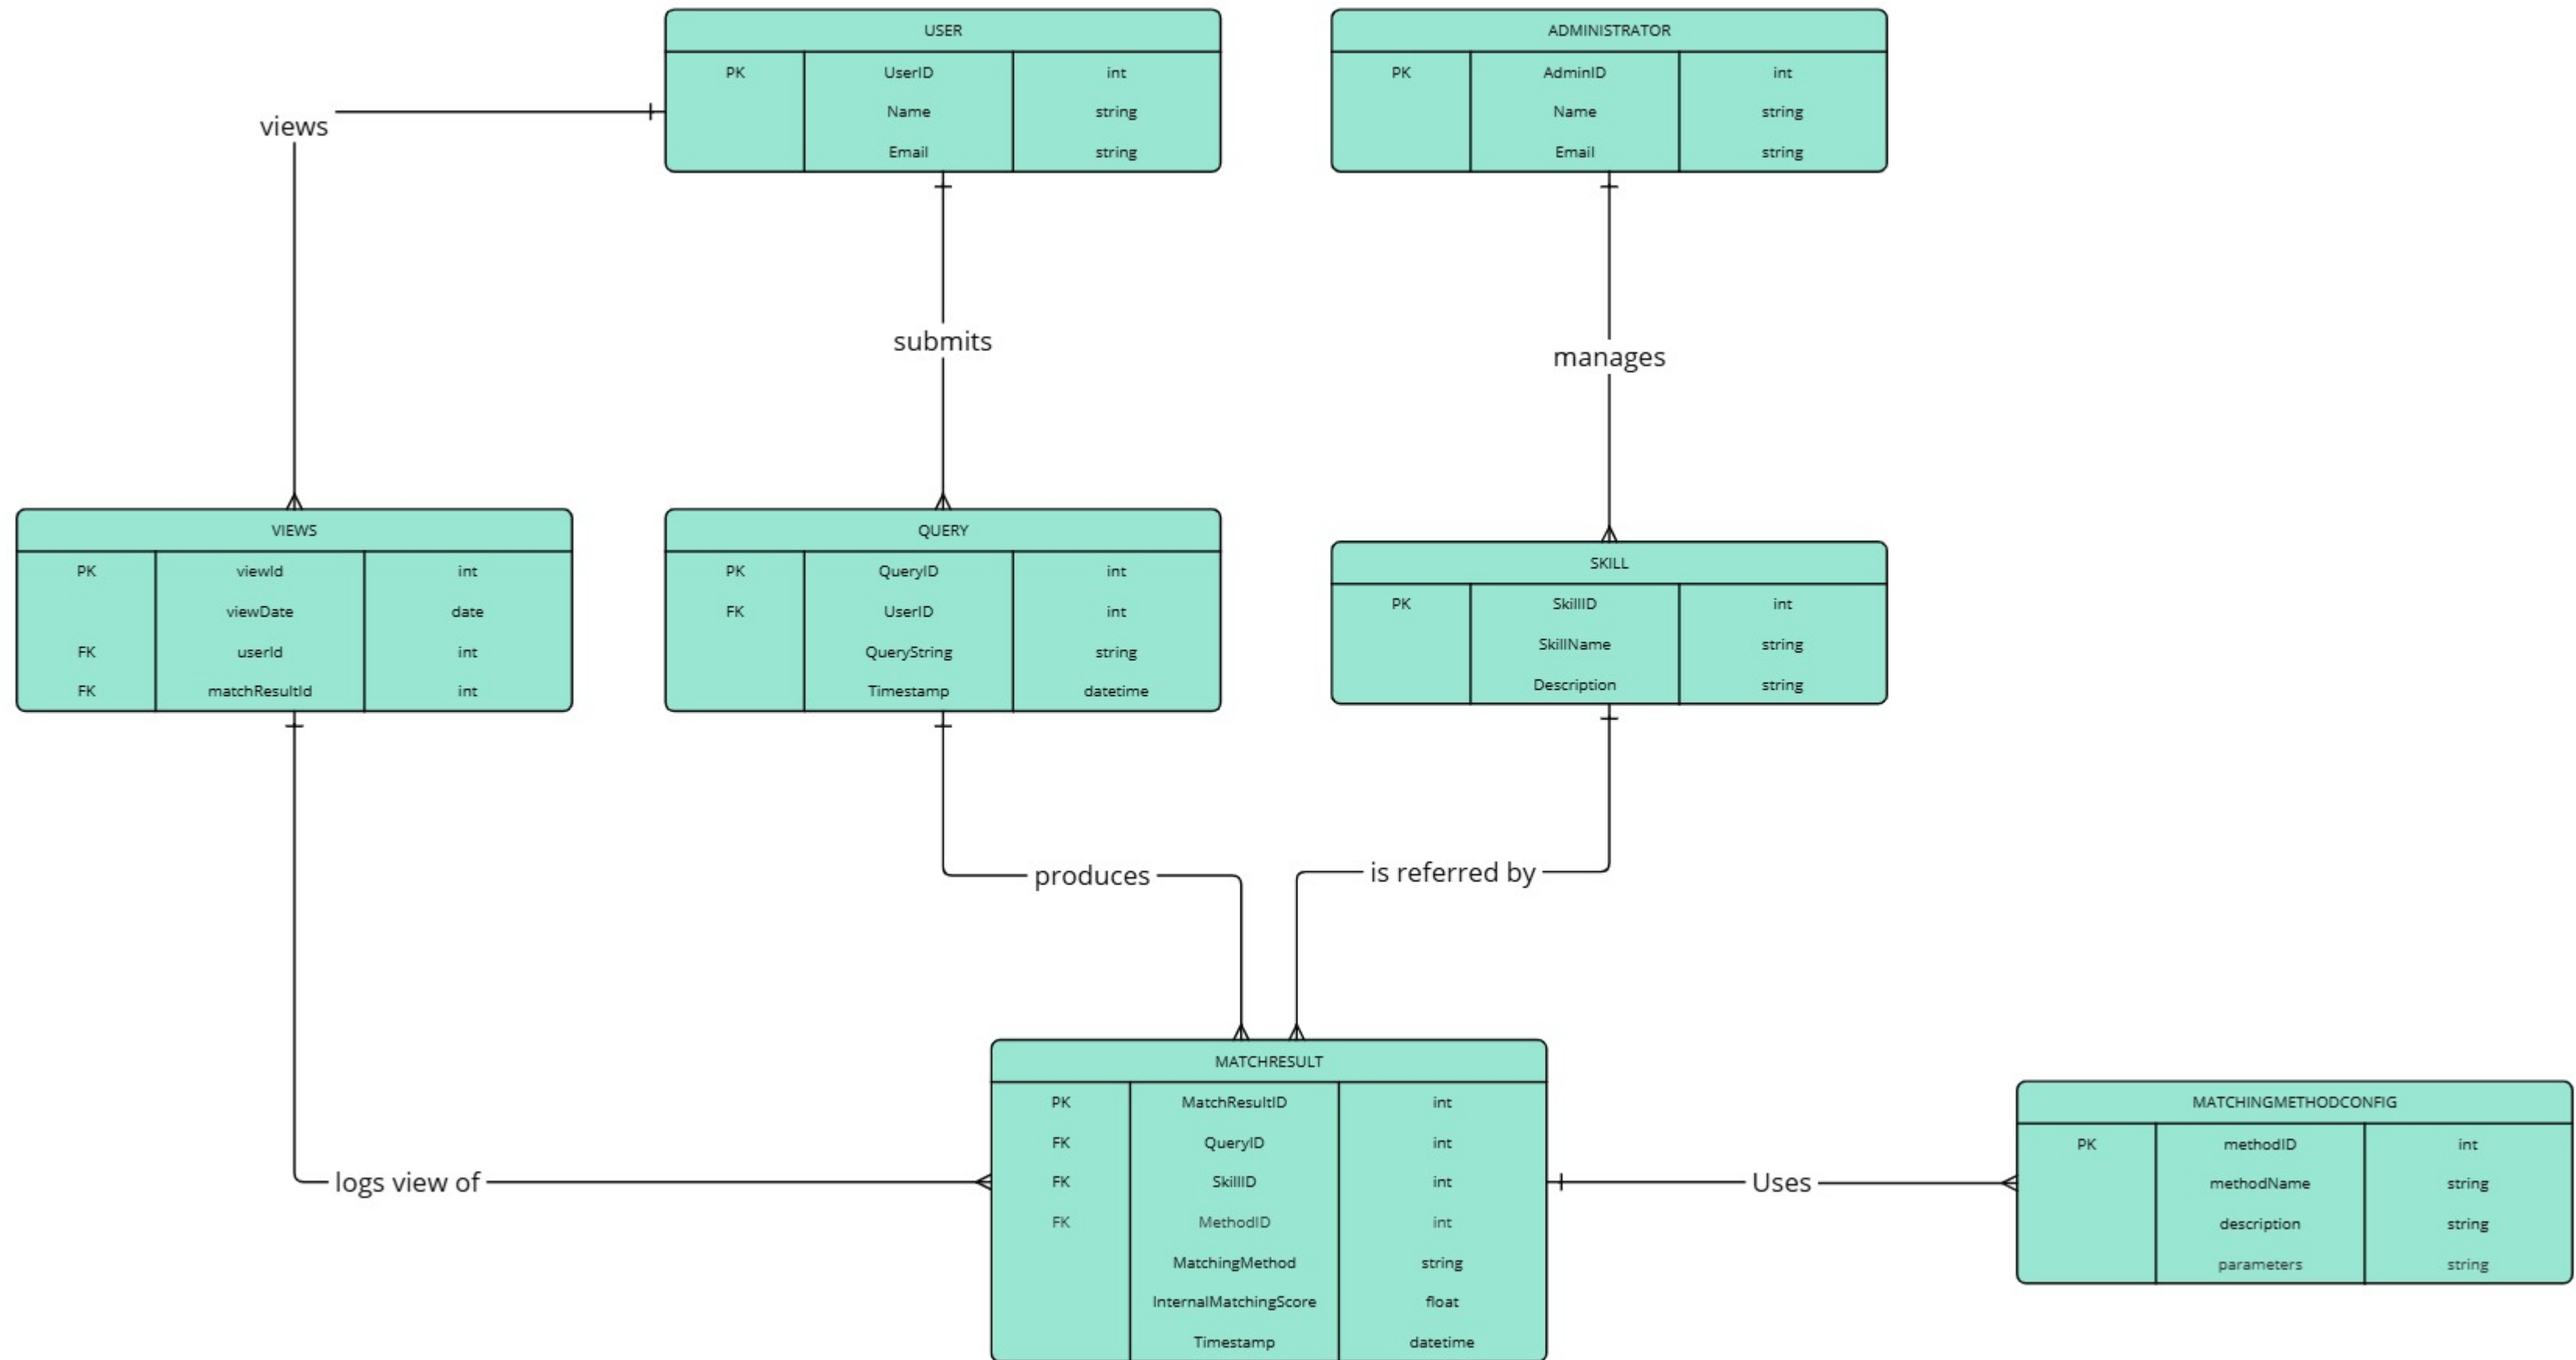 USER
PK UserID int
Name string
Email string
ADMINISTRATOR
PK AdminID int
Name string
Email string
views
submits
manages
VIEWS
PK viewId int
viewDate date
FK userId int
FK matchResultId int
QUERY
PK QueryID int
FK UserID int
QueryString string
Timestamp datetime
SKILL
PK SkillID int
SkillName string
Description string
produces
is referred by
logs view of
MATCHRESULT
PK MatchResultID int
FK QueryID int
FK SkillID int
FK MethodID int
MatchingMethod string
InternalMatchingScore float
Timestamp datetime
Uses
MATCHINGMETHODCONFIG
PK methodID int
methodName string
description string
parameters string